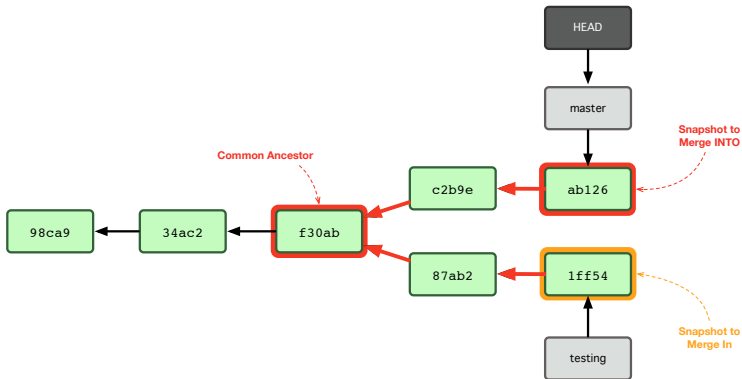 HEAD
master
Snapshot to
Merge INTO
Common Ancestor
c2b9e
ab126
98ca9
34ac2
f30ab
87ab2
1ff54
Snapshot to
Merge In
testing